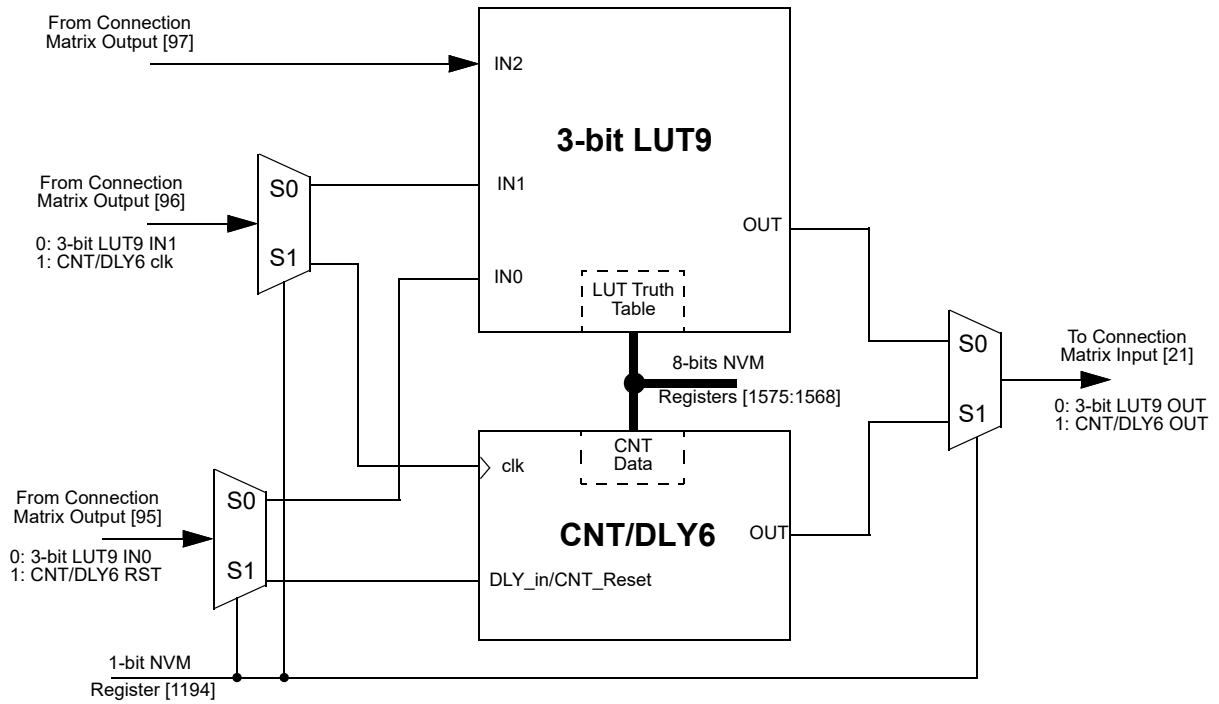 From Connection
Matrix Output [97]
IN2
3-bit LUT9
From Connection
Matrix Output [96]
0: 3-bit LUT9 IN1
1: CNT/DLY6 clk
S0
S1
IN1
IN0
OUT
LUT Truth
Table
8-bits NVM
Registers [1575:1568]
S0
S1
To Connection
Matrix Input [21]
0: 3-bit LUT9 OUT
1: CNT/DLY6 OUT
CNT
Data
clk
CNT/DLY6
OUT
DLY_in/CNT_Reset
From Connection
Matrix Output [95]
0: 3-bit LUT9 IN0
1: CNT/DLY6 RST
S0
S1
1-bit NVM
Register [1194]